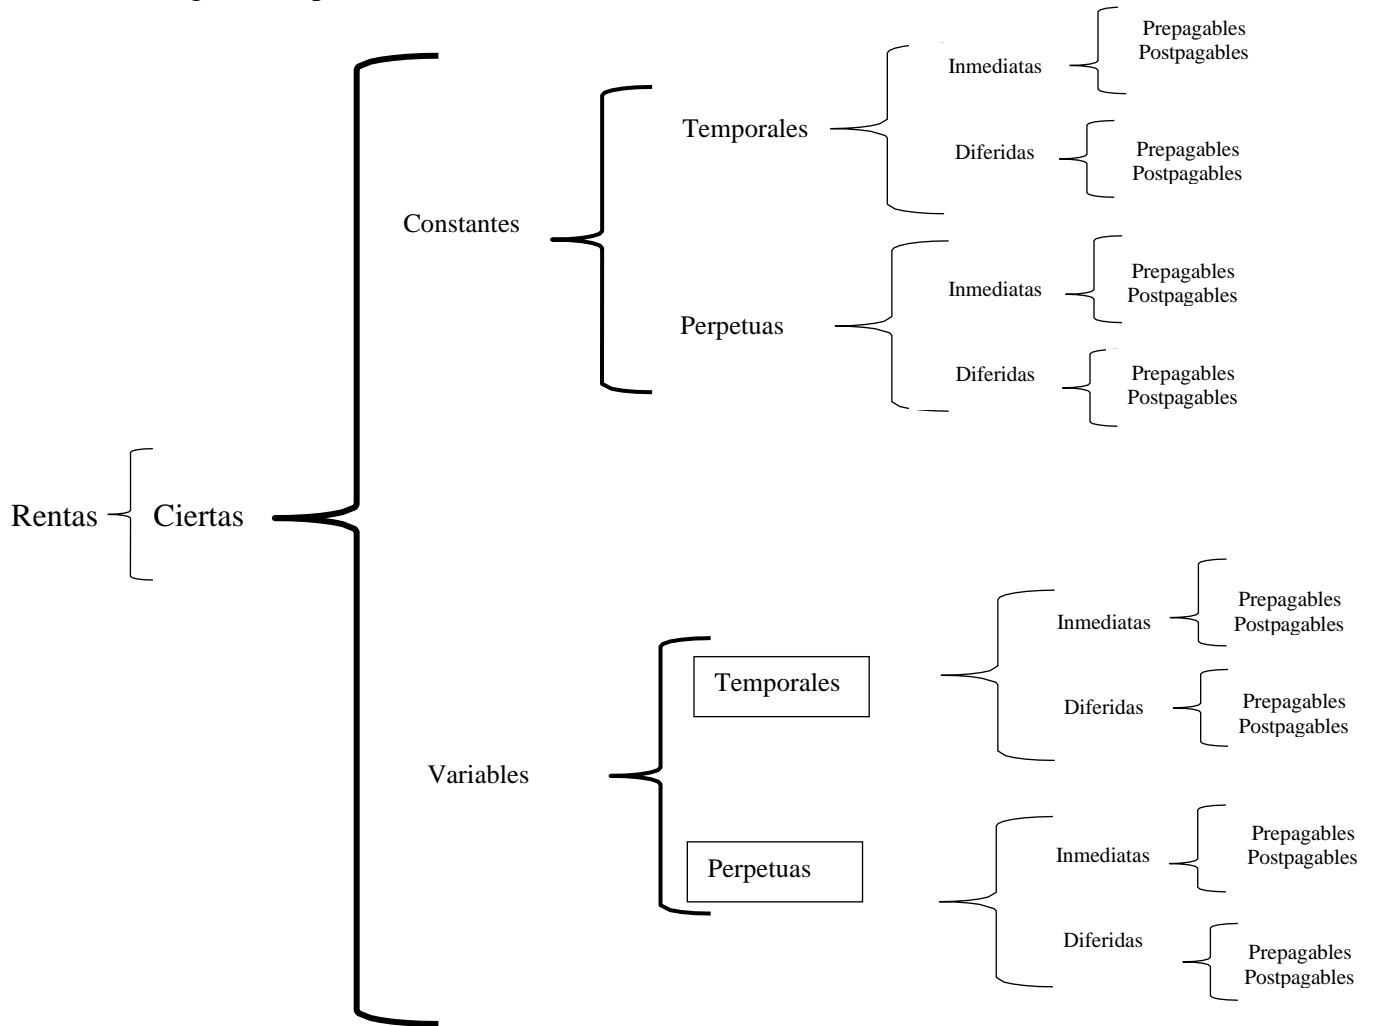 Prepagables
Postpagables
Inmediatas
Temporales
Diferidas
Prepagables
Postpagables
Constantes
Prepagables
Postpagables
Inmediatas
Perpetuas
Diferidas
Prepagables
Postpagables
Rentas
Ciertas
Prepagables
Postpagables
Inmediatas
Temporales
Diferidas
Prepagables
Postpagables
Variables
Prepagables
Postpagables
Inmediatas
Perpetuas
Diferidas
Prepagables
Postpagables